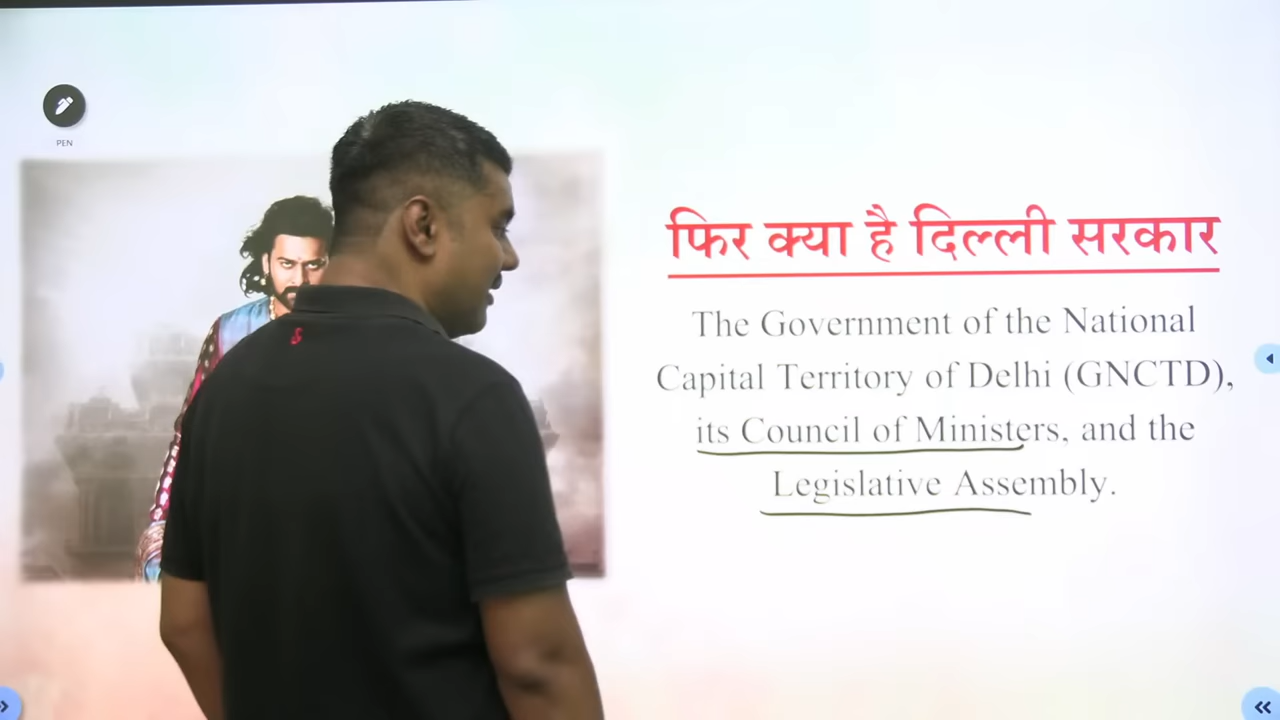 PEN
फिर क्या है दिल्ली सरकार
The Government of the National
Capital Territory of Delhi (GNCTD),
its Council of Ministers, and the
Legislative Assembly.